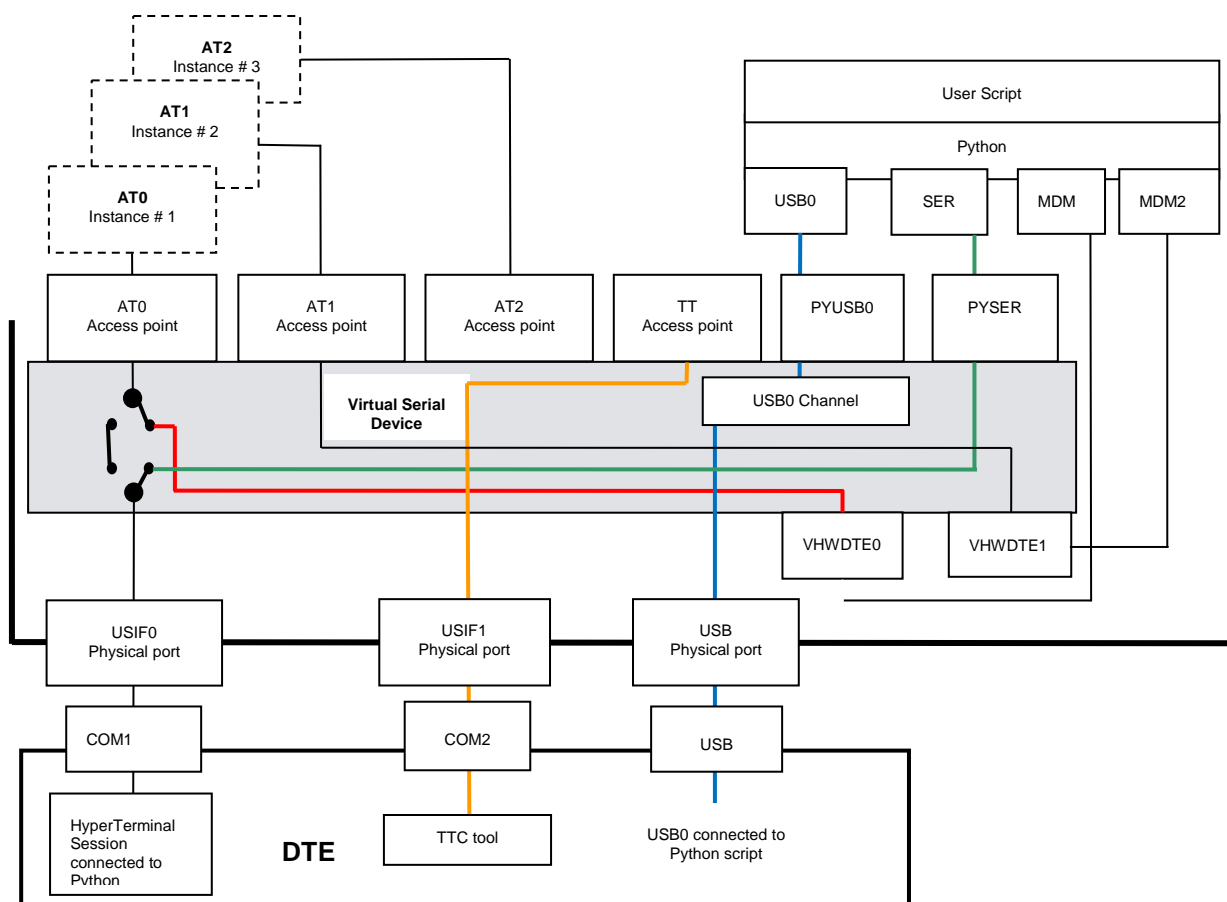 AT2
Instance # 3
AT1
Instance # 2
AT0
Instance # 1
User Script
Python
USB0
SER
MDM
MDM2
AT0
Access point
AT1
Access point
AT2
Access point
TT
Access point
PYUSB0
PYSER
Virtual Serial
Device
USB0 Channel
VHWDTE0
VHWDTE1
USIF0
Physical port
USIF1
Physical port
USB
Physical port
COM1
COM2
USB
HyperTerminal
Session
connected to
Python
DTE
TTC tool
USB0 connected to
Python script